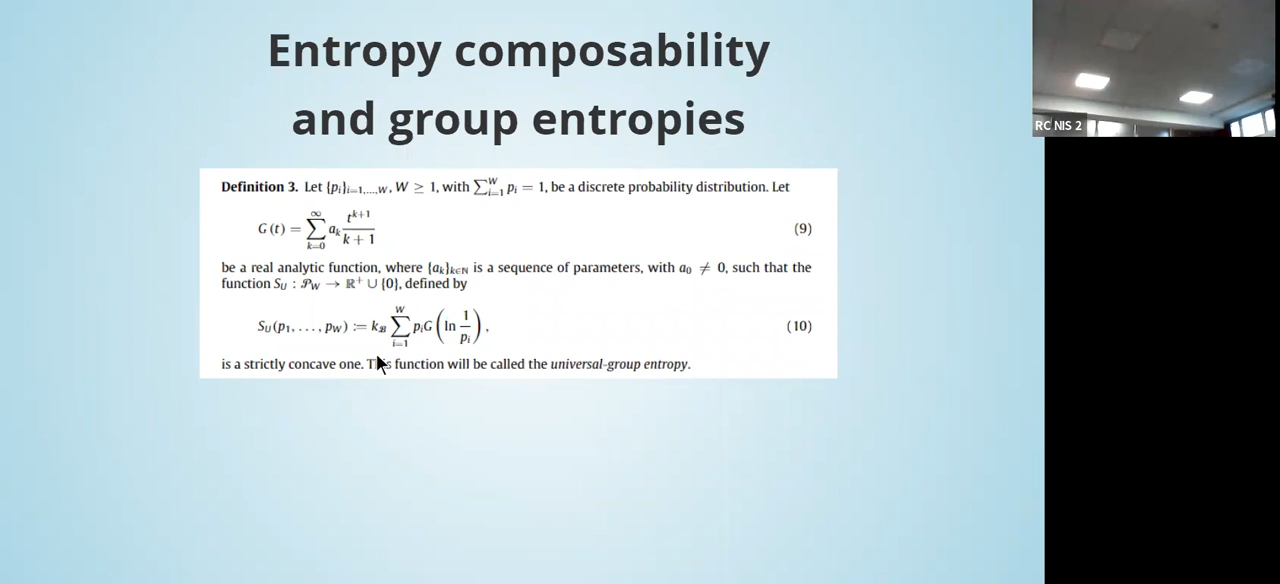 Entropy composability
and group entropies
RC NIS 2
Definition 3. Let {p_i}_{i=1,...,W}, W ≥ 1, with ∑_{i=1}^{W} p_i = 1, be a discrete probability distribution. Let
G(t) = ∑_{k=0}^{∞} a_k t^{k+1}/(k + 1) (9)
be a real analytic function, where {a_k}_{k∈ℕ} is a sequence of parameters, with a_0 ≠ 0, such that the
function S_U : 𝒫_W → ℝ^+ ∪ {0}, defined by
S_U(p_1, . . . , p_W) := k_ℬ ∑_{i=1}^{W} p_i G(ln 1/p_i), (10)
is a strictly concave one. This function will be called the universal-group entropy.